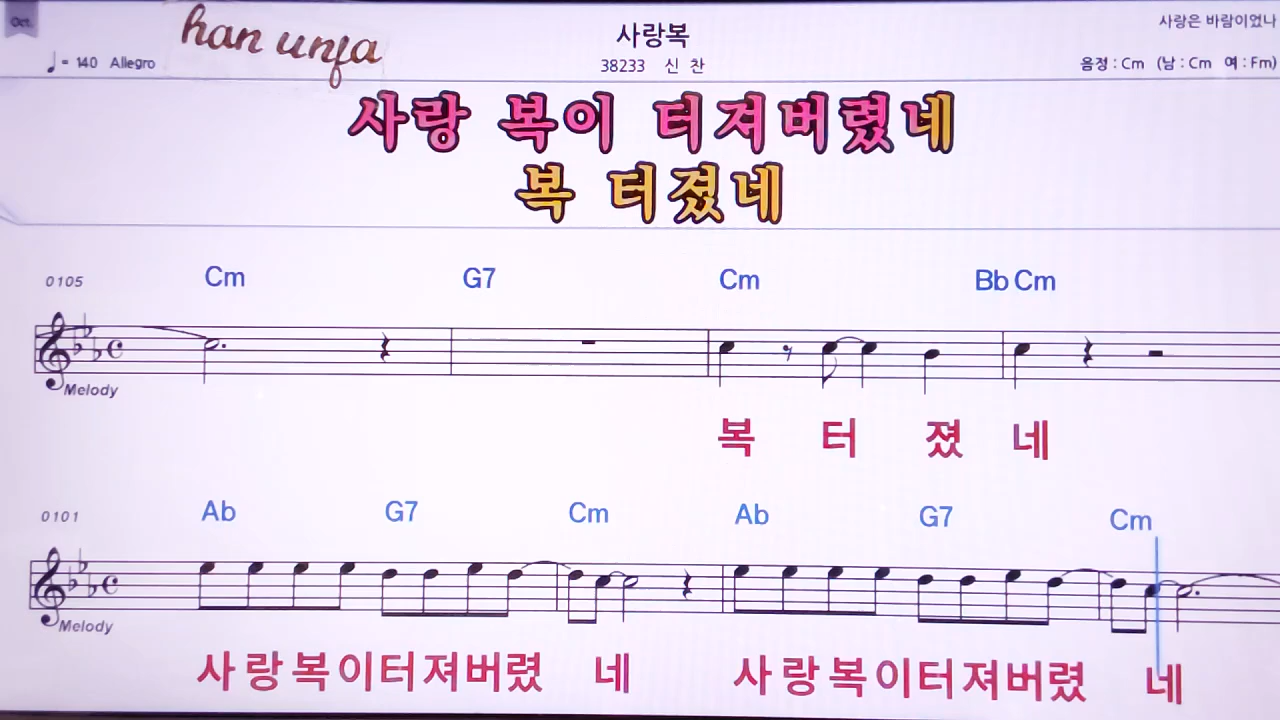 Oct.
han unfa
사랑복
사랑은 바람이었나
♩ = 140 Allegro
38233 신 찬
음정 : Cm (남 : Cm 여 : Fm)
사랑 복이 터져버렸네
복 터졌네
0105 Cm G7 Cm Bb Cm
Melody
복 터 졌 네
0101 Ab G7 Cm Ab G7 Cm
Melody
사랑복이터져버렸 네 사랑복이터져버렸 네